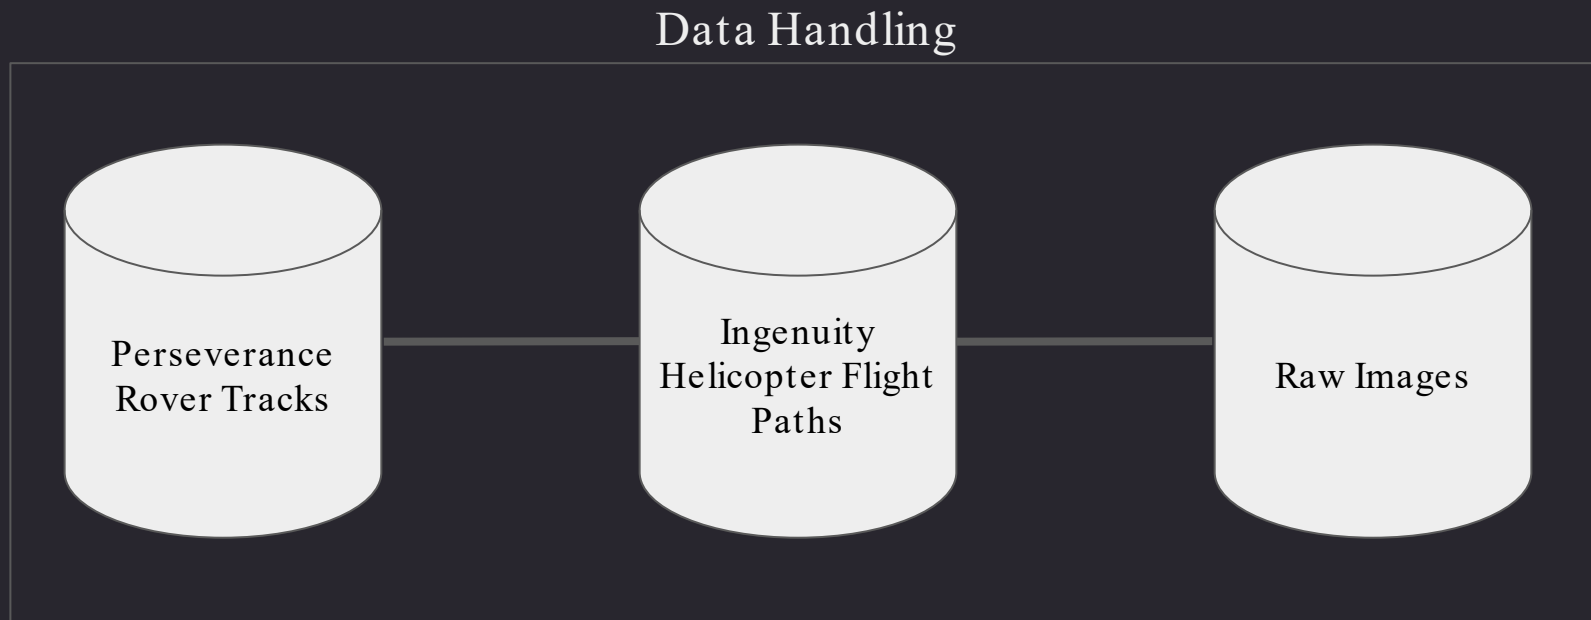 Data Handling
Perseverance
Rover Tracks
Ingenuity
Helicopter Flight
Paths
Raw Images